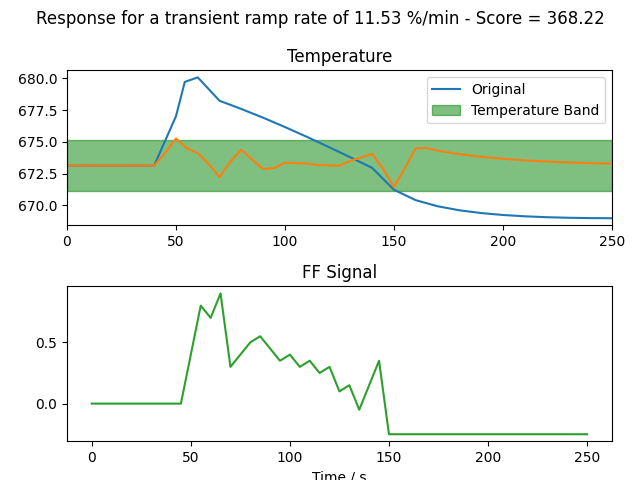 Response for a transient ramp rate of 11.53 %/min - Score = 368.22
Temperature
680.0
677.5
675.0
672.5
670.0
Original
Temperature Band
0 50 100 150 200 250
FF Signal
0.5
0.0
0 50 100 150 200 250
Time / s